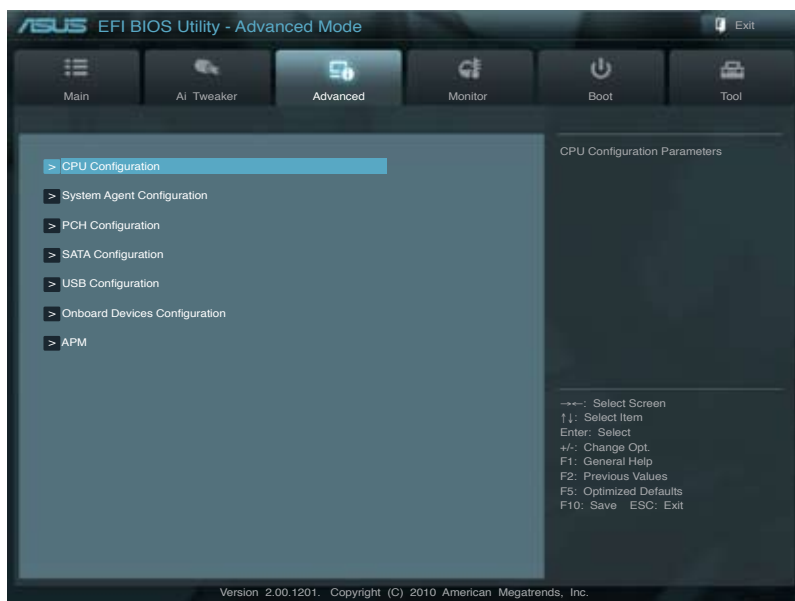 ASUS EFI BIOS Utility - Advanced Mode
Exit
Main
Ai Tweaker
Advanced
Monitor
Boot
Tool
> CPU Configuration
> System Agent Configuration
> PCH Configuration
> SATA Configuration
> USB Configuration
> Onboard Devices Configuration
> APM
CPU Configuration Parameters
→←: Select Screen
↑↓: Select Item
Enter: Select
+/-: Change Opt.
F1: General Help
F2: Previous Values
F5: Optimized Defaults
F10: Save ESC: Exit
Version 2.00.1201. Copyright (C) 2010 American Megatrends, Inc.